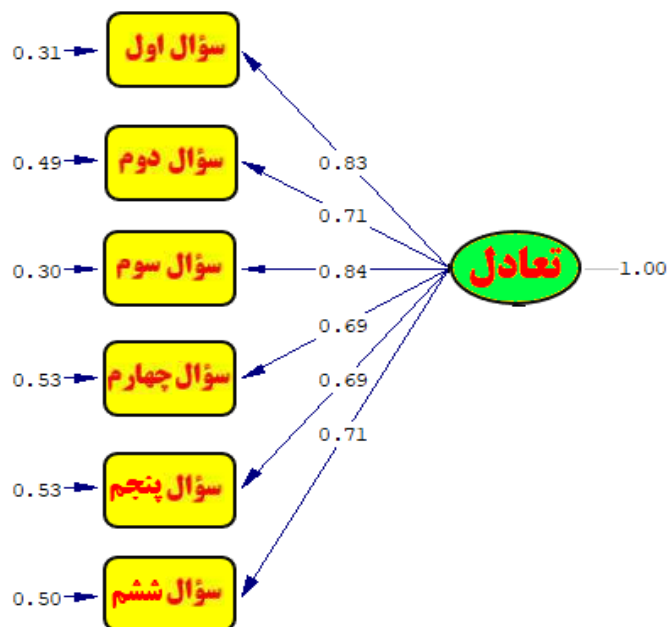 0.31 سؤال اول
0.83
0.49 سؤال دوم
0.71
تعادل 1.00
0.30 سؤال سوم 0.84
0.69
0.53 سؤال چهارم 0.69
0.71
0.53 سؤال پنجم
0.50 سؤال ششم